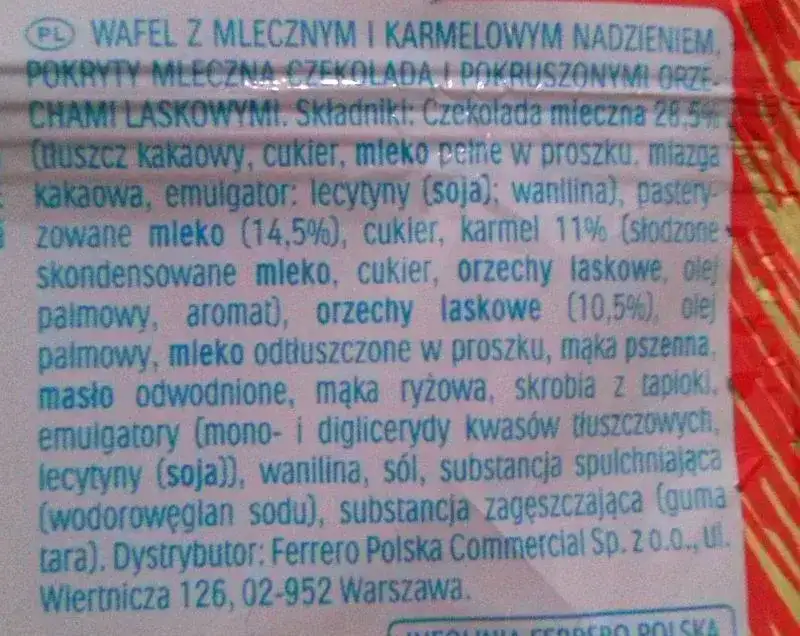 PL WAFEL Z MLECZNYM I KARMELOWYM NADZIENIEM,
POKRYTY MLECZNĄ CZEKOLADĄ I POKRUSZONYMI ORZE-
CHAMI LASKOWYMI. Składniki: Czekolada mleczna 28,5%
(tłuszcz kakaowy, cukier, mleko pełne w proszku, miazga
kakaowa, emulgator: lecytyny (soja); wanilina), pastery-
zowane mleko (14,5%), cukier, karmel 11% (słodzone
skondensowane mleko, cukier, orzechy laskowe, olej
palmowy, aromat), orzechy laskowe (10,5%), olej
palmowy, mleko odtłuszczone w proszku, mąka pszenna,
masło odwodnione, mąka ryżowa, skrobia z tapioki,
emulgatory (mono- i diglicerydy kwasów tłuszczowych,
lecytyny (soja)), wanilina, sól, substancja spulchniająca
(wodorowęglan sodu), substancja zagęszczająca (guma
tara). Dystrybutor: Ferrero Polska Commercial Sp. z o.o., ul.
Wiertnicza 126, 02-952 Warszawa.
INFOLINIA FERRERO POLSKA